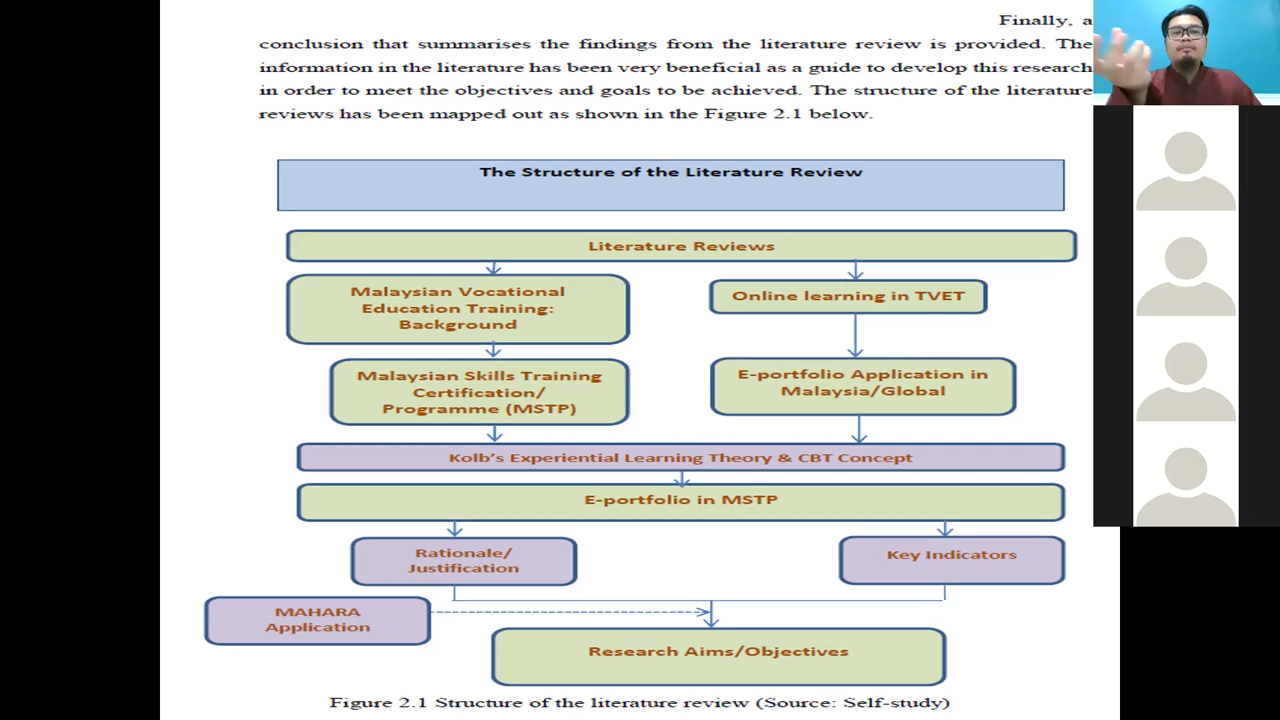 Finally, a
conclusion that summarises the findings from the literature review is provided. The
information in the literature has been very beneficial as a guide to develop this research
in order to meet the objectives and goals to be achieved. The structure of the literature
reviews has been mapped out as shown in the Figure 2.1 below.
The Structure of the Literature Review
Literature Reviews
Malaysian Vocational
Education Training:
Background
Online learning in TVET
Malaysian Skills Training
Certification/
Programme (MSTP)
E-portfolio Application in
Malaysia/Global
Kolb's Experiential Learning Theory & CBT Concept
E-portfolio in MSTP
Rationale/
Justification
Key Indicators
MAHARA
Application
Research Aims/Objectives
Figure 2.1 Structure of the literature review (Source: Self-study)